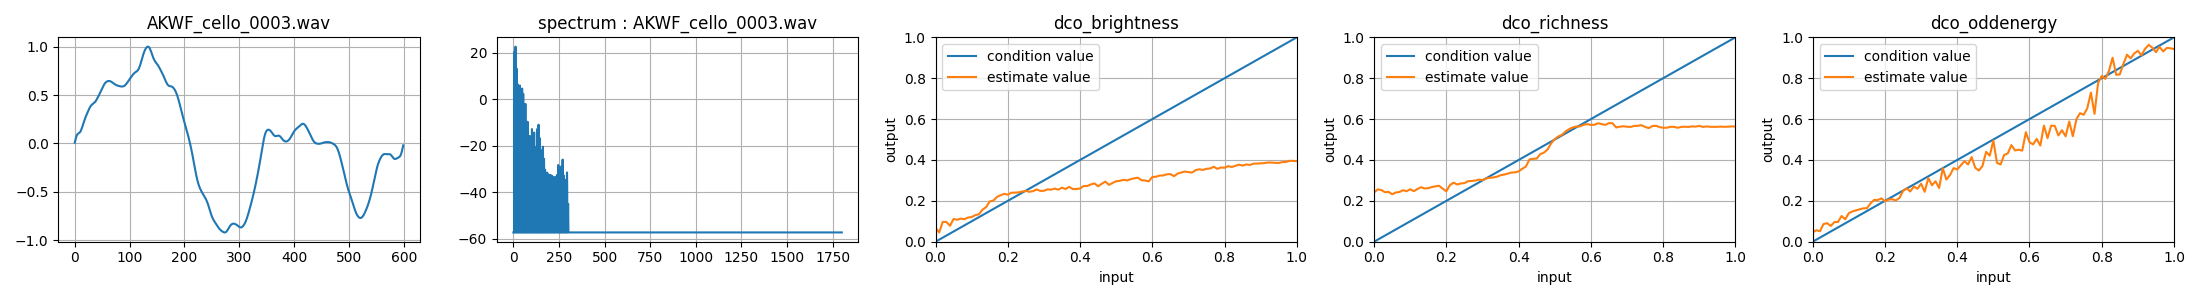 AKWF_cello_0003.wav
1.0
0.5
0.0
−0.5
−1.0
0 100 200 300 400 500 600
spectrum : AKWF_cello_0003.wav
20
0
−20
−40
−60
0 250 500 750 1000 1250 1500 1750
dco_brightness
condition value
estimate value
output
1.0
0.8
0.6
0.4
0.2
0.0
0.0 0.2 0.4 0.6 0.8 1.0
input
dco_richness
condition value
estimate value
output
1.0
0.8
0.6
0.4
0.2
0.0
0.0 0.2 0.4 0.6 0.8 1.0
input
dco_oddenergy
condition value
estimate value
output
1.0
0.8
0.6
0.4
0.2
0.0
0.0 0.2 0.4 0.6 0.8 1.0
input